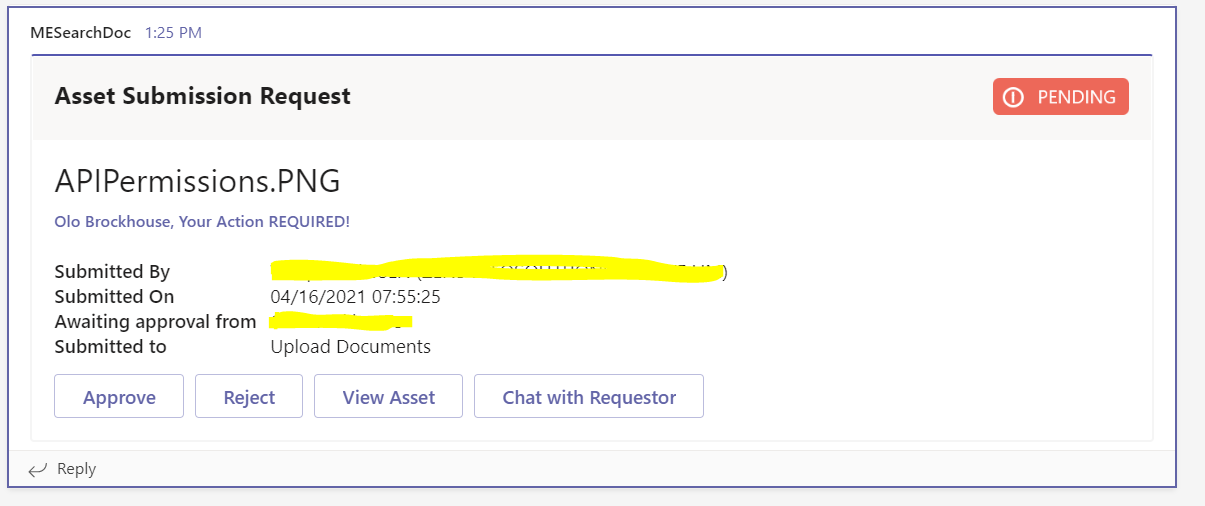 MESearchDoc 1:25 PM
Asset Submission Request
PENDING
APIPermissions.PNG
Olo Brockhouse, Your Action REQUIRED!
Submitted By
Submitted On 04/16/2021 07:55:25
Awaiting approval from
Submitted to Upload Documents
Approve Reject View Asset Chat with Requestor
Reply